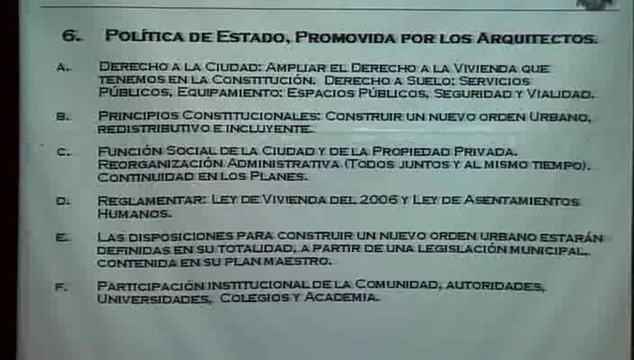 6. POLÍTICA DE ESTADO, PROMOVIDA POR LOS ARQUITECTOS.
A. DERECHO A LA CIUDAD: AMPLIAR EL DERECHO A LA VIVIENDA QUE
TENEMOS EN LA CONSTITUCIÓN. DERECHO A SUELO; SERVICIOS
PÚBLICOS, EQUIPAMIENTO; ESPACIOS PÚBLICOS, SEGURIDAD Y VIALIDAD.
B. PRINCIPIOS CONSTITUCIONALES: CONSTRUIR UN NUEVO ORDEN URBANO,
REDISTRIBUTIVO E INCLUYENTE.
C. FUNCIÓN SOCIAL DE LA CIUDAD Y DE LA PROPIEDAD PRIVADA.
REORGANIZACIÓN ADMINISTRATIVA (TODOS JUNTOS Y AL MISMO TIEMPO).
CONTINUIDAD EN LOS PLANES.
D. REGLAMENTAR: LEY DE VIVIENDA DEL 2006 Y LEY DE ASENTAMIENTOS
HUMANOS.
E. LAS DISPOSICIONES PARA CONSTRUIR UN NUEVO ORDEN URBANO ESTARÁN
DEFINIDAS EN SU TOTALIDAD, A PARTIR DE UNA LEGISLACIÓN MUNICIPAL,
CONTENIDA EN SU PLAN MAESTRO.
F. PARTICIPACIÓN INSTITUCIONAL DE LA COMUNIDAD, AUTORIDADES,
UNIVERSIDADES, COLEGIOS Y ACADEMIA.